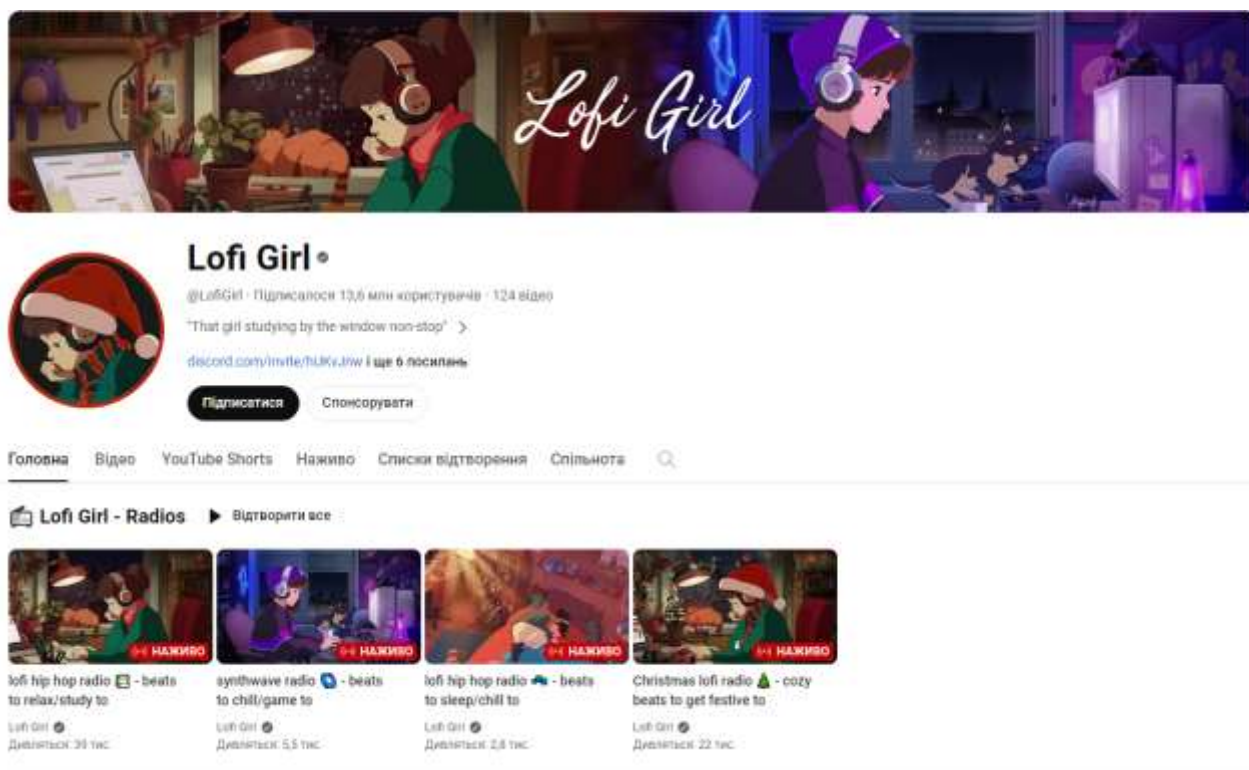 Lofi Girl
Lofi Girl
@LofiGirl · Підписалося 13,6 млн користувачів · 124 відео
"That girl studying by the window non-stop"
і ще 6 посилань
Підписатися Спонсорувати
Головна Відео YouTube Shorts Наживо Списки відтворення Спільнота
Lofi Girl - Radios Відтворити все
НАЖИВО НАЖИВО НАЖИВО НАЖИВО
lofi hip hop radio - beats
to relax/study to
Lofi Girl
Дивляться: 39 тис.
synthwave radio - beats
to chill/game to
Lofi Girl
Дивляться: 5,5 тис.
lofi hip hop radio - beats
to sleep/chill to
Lofi Girl
Дивляться: 2,8 тис.
Christmas lofi radio - cozy
beats to get festive to
Lofi Girl
Дивляться: 22 тис.